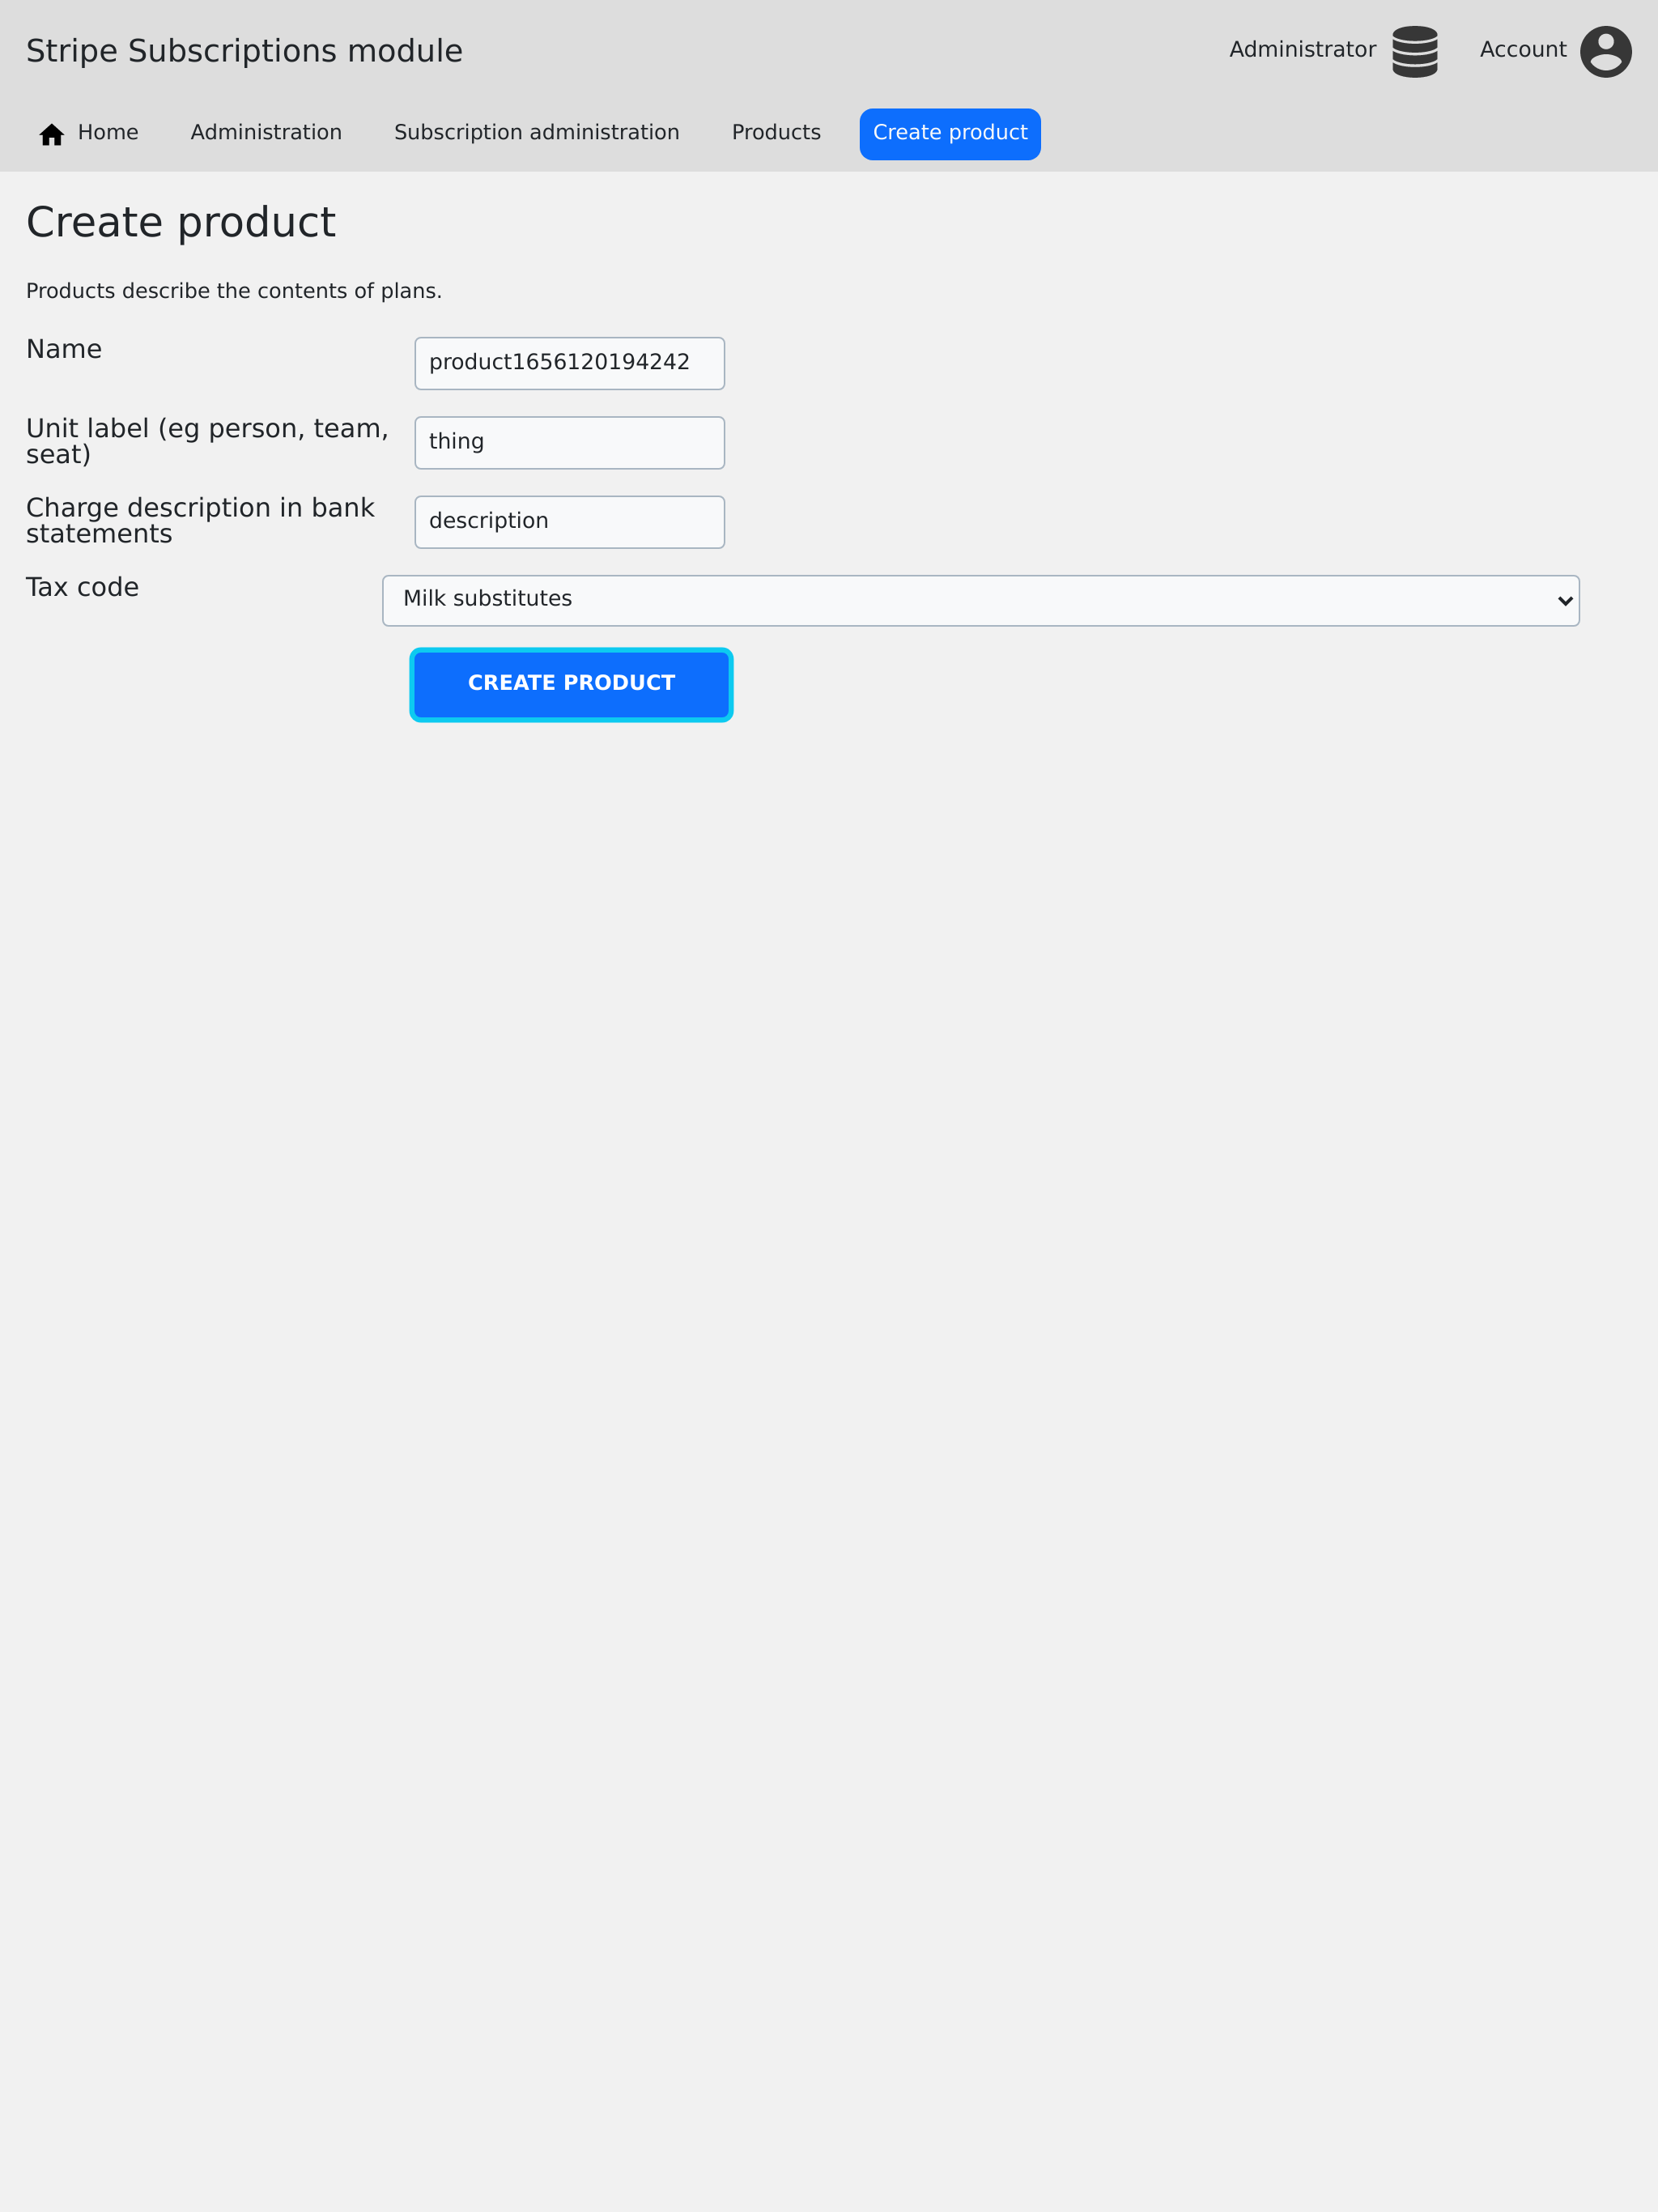 Stripe Subscriptions module
Administrator
Account
Home
Administration
Subscription administration
Products
Create product
Create product
Products describe the contents of plans.
Name
product1656120194242
Unit label (eg person, team,
seat)
thing
Charge description in bank
statements
description
Tax code
Milk substitutes
CREATE PRODUCT